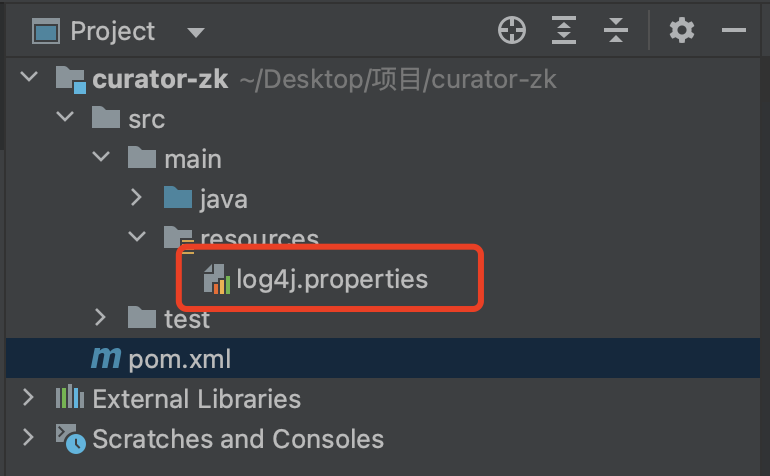 Project
curator-zk ~/Desktop/项目/curator-zk
src
main
java
resources
log4j.properties
test
pom.xml
External Libraries
Scratches and Consoles